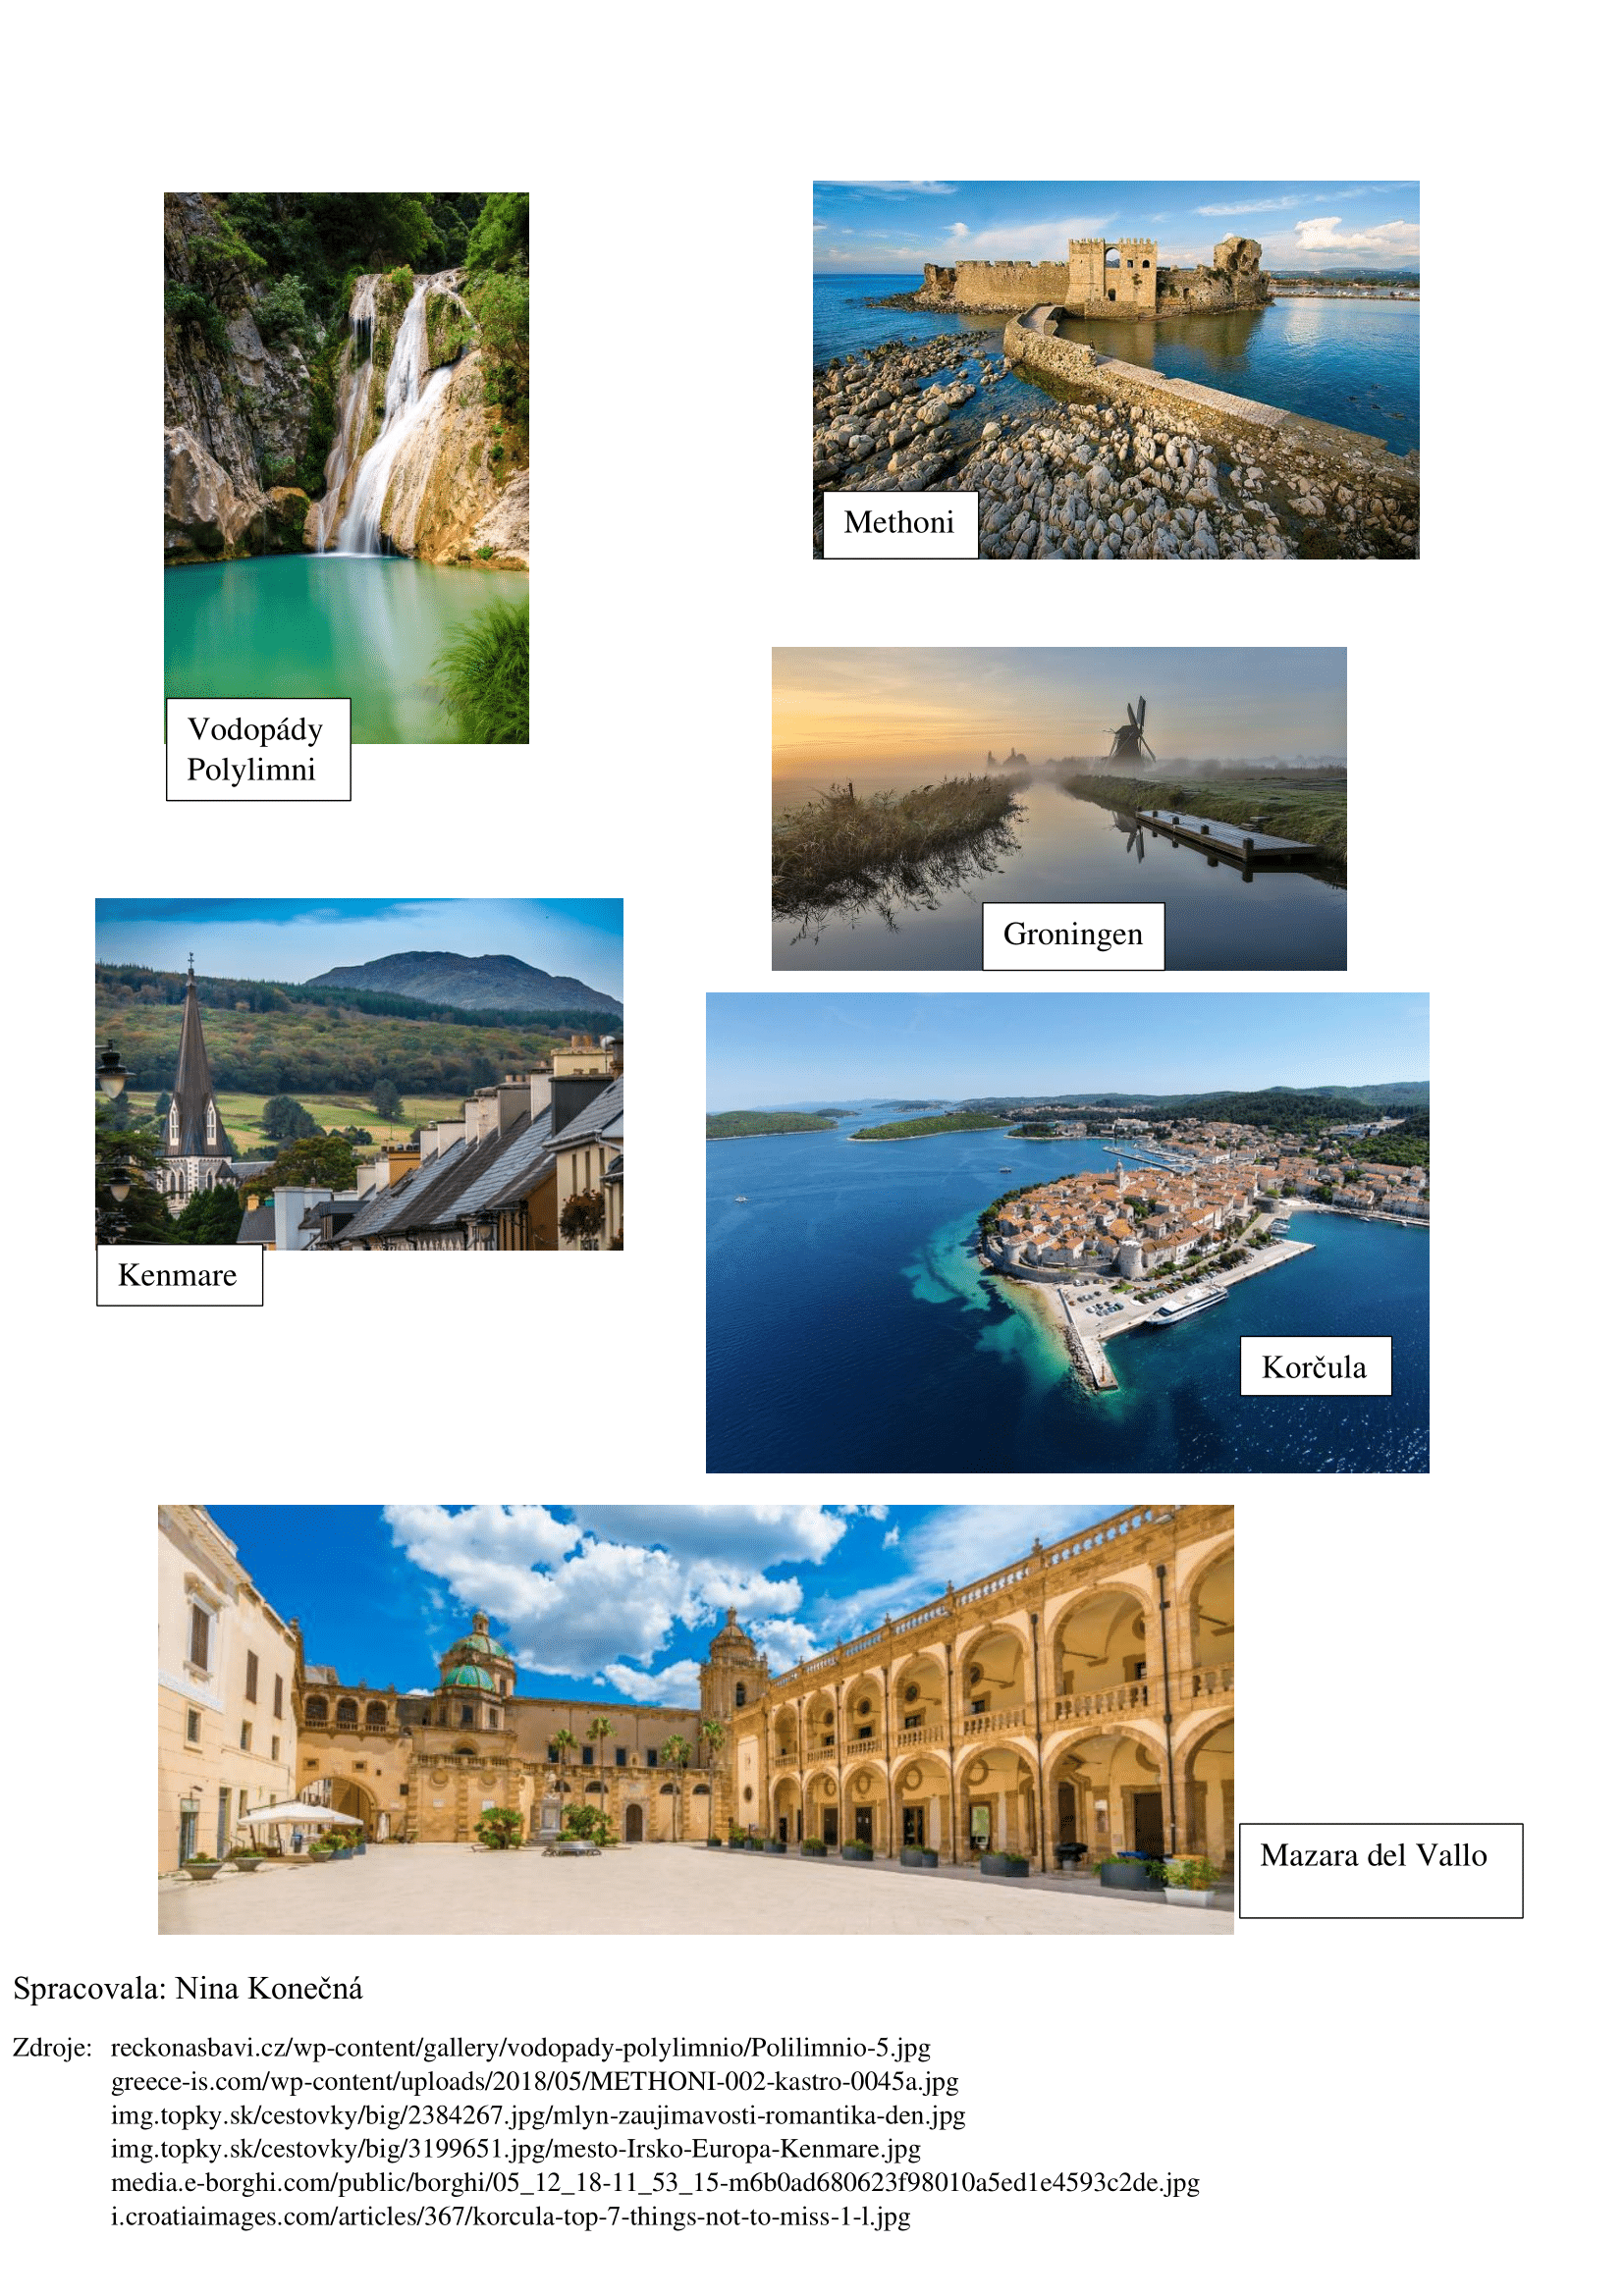 Methoni
Vodopády
Polylimni
Groningen
Kenmare
Korčula
Mazara del Vallo
Spracovala: Nina Konečná
Zdroje: reckonasbavi.cz/wp-content/gallery/vodopady-polylimnio/Polilimnio-5.jpg
greece-is.com/wp-content/uploads/2018/05/METHONI-002-kastro-0045a.jpg
img.topky.sk/cestovky/big/2384267.jpg/mlyn-zaujimavosti-romantika-den.jpg
img.topky.sk/cestovky/big/3199651.jpg/mesto-Irsko-Europa-Kenmare.jpg
media.e-borghi.com/public/borghi/05_12_18-11_53_15-m6b0ad680623f98010a5ed1e4593c2de.jpg
i.croatiaimages.com/articles/367/korcula-top-7-things-not-to-miss-1-l.jpg